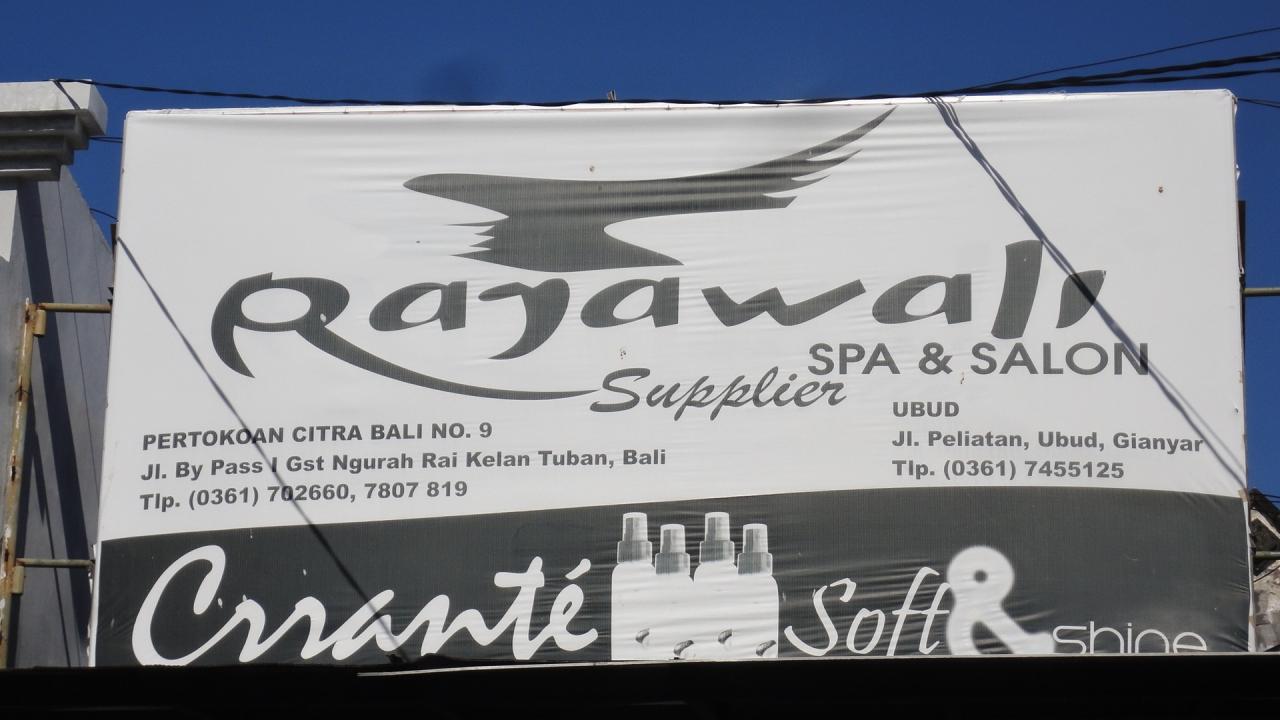 Rajawali
SPA & SALON
Supplier
PERTOKOAN CITRA BALI NO. 9
Jl. By Pass I Gst Ngurah Rai Kelan Tuban, Bali
Tlp. (0361) 702660, 7807 819
UBUD
Jl. Peliatan, Ubud, Gianyar
Tlp. (0361) 7455125
Crranté Soft & shine